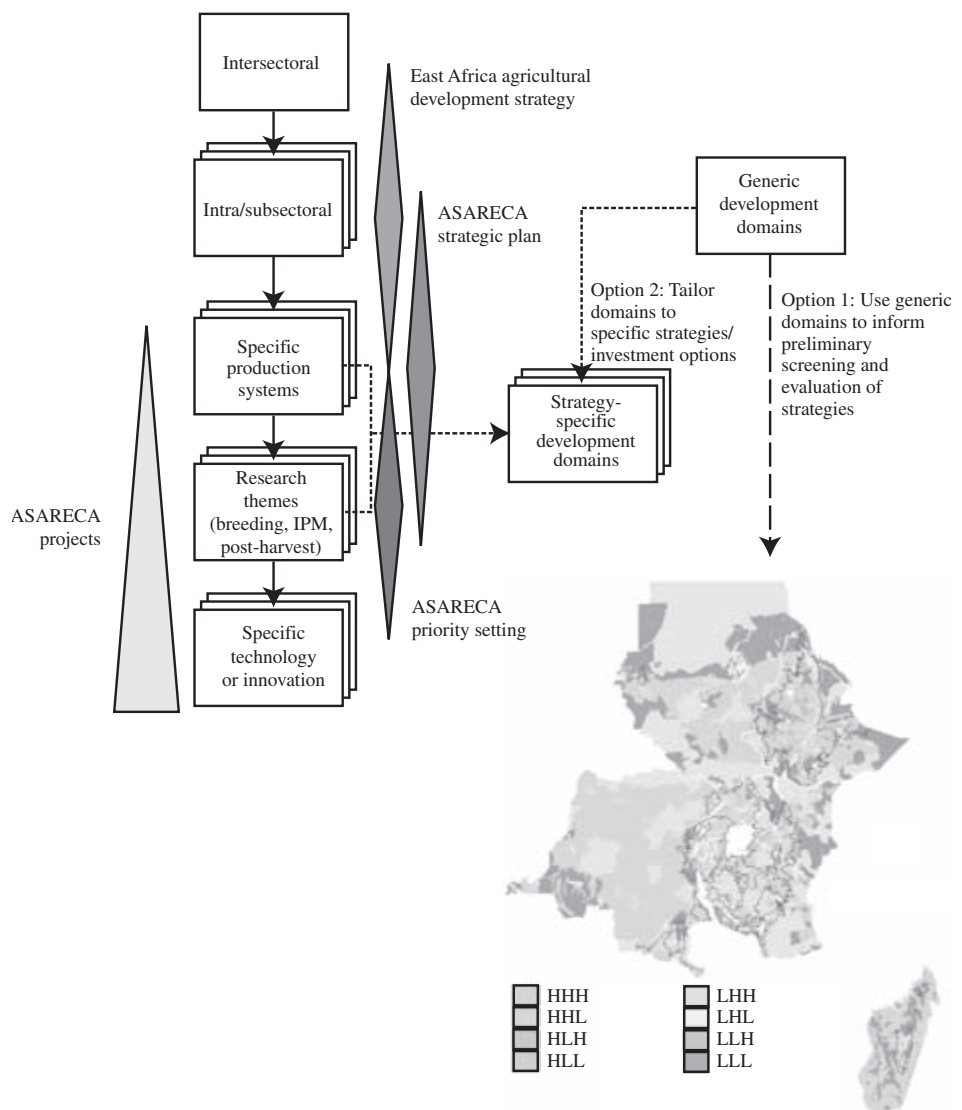 Intersectoral
East Africa agricultural
development strategy
Intra/subsectoral
ASARECA
strategic plan
Generic
development
domains
Option 2: Tailor
domains to
specific strategies/
investment options
Option 1: Use generic
domains to inform
preliminary
screening and
evaluation of
strategies
Specific
production
systems
Strategy-
specific
development
domains
Research
themes
(breeding, IPM,
post-harvest)
ASARECA
projects
ASARECA
priority setting
Specific
technology
or innovation
HHH
HHL
HLH
HLL
LHH
LHL
LLH
LLL